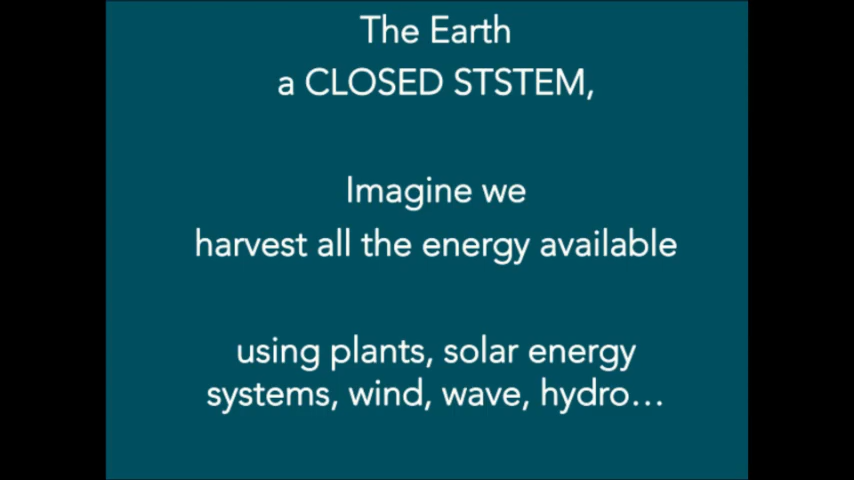 The Earth
a CLOSED STSTEM,
Imagine we
harvest all the energy available
using plants, solar energy
systems, wind, wave, hydro…